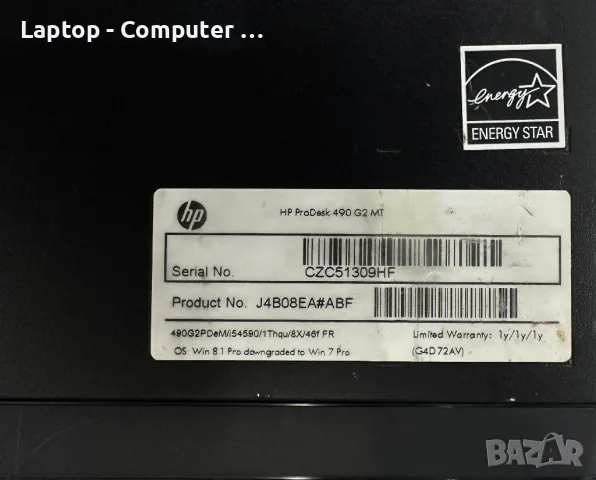 Laptop - Computer ...
energy
ENERGY STAR
hp
HP ProDesk 490 G2 MT
Serial No.
CZC51309HF
Product No. J4B08EA#ABF
490G2PDeM/i54590/1Thqu/8X/46f FR
Limited Warranty: 1y/1y/1y
OS: Win 8.1 Pro downgraded to Win 7 Pro
(G4D72AV)
BAZAR